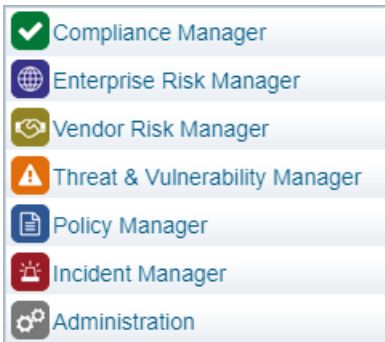 Compliance Manager
Enterprise Risk Manager
Vendor Risk Manager
Threat & Vulnerability Manager
Policy Manager
Incident Manager
Administration